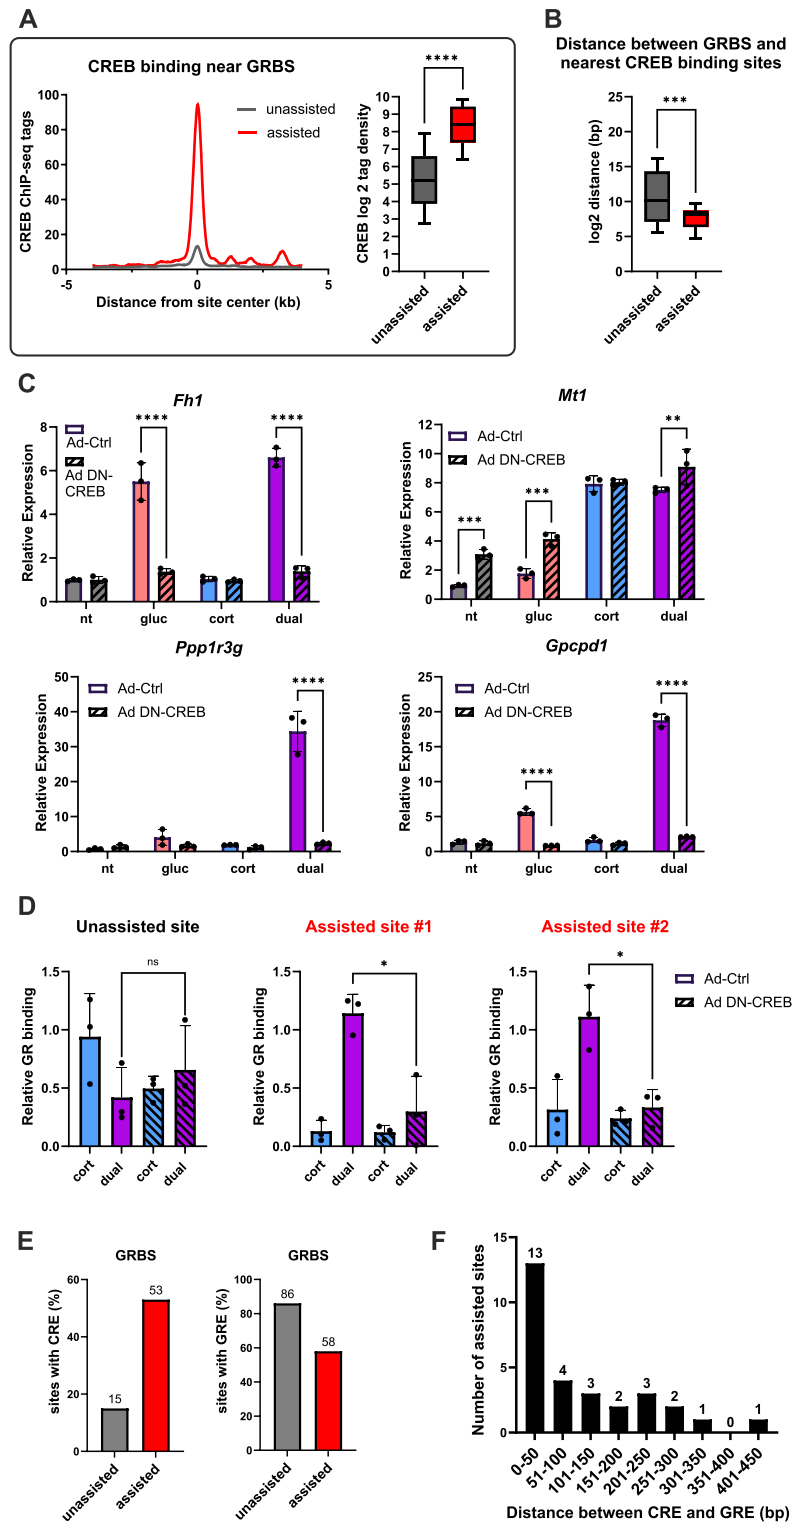 A
CREB binding near GRBS
CREB ChIP-seq tags
100
80
60
40
20
0
-5
0
5
Distance from site center (kb)
unassisted
assisted
****
CREB log 2 tag density
10
9
8
7
6
5
4
3
2
1
0
unassisted
assisted
B
Distance between GRBS and
nearest CREB binding sites
***
log2 distance (bp)
25
20
15
10
5
0
unassisted
assisted
C
Fh1
Relative Expression
8
6
4
2
0
Ad-Ctrl
Ad DN-
CREB
****
****
nt
gluc
cort
dual
Mt1
Relative Expression
12
10
8
6
4
2
0
Ad-Ctrl
Ad DN-CREB
***
***
**
nt
gluc
cort
dual
Ppp1r3g
Relative Expression
50
40
30
20
10
0
Ad-Ctrl
Ad DN-CREB
****
nt
gluc
cort
dual
Gpcpd1
Relative Expression
25
20
15
10
5
0
Ad-Ctrl
Ad DN-CREB
****
****
nt
gluc
cort
dual
D
Unassisted site
Relative GR binding
1.5
1.0
0.5
0.0
ns
cort
dual
cort
dual
Assisted site #1
Relative GR binding
1.5
1.0
0.5
0.0
*
cort
dual
cort
dual
Assisted site #2
Relative GR binding
1.5
1.0
0.5
0.0
*
cort
dual
cort
dual
Ad-Ctrl
Ad DN-CREB
E
GRBS
sites with CRE (%)
60
40
20
0
15
53
unassisted
assisted
GRBS
sites with GRE (%)
100
80
60
40
20
0
86
58
unassisted
assisted
F
Number of assisted sites
15
10
5
0
13
4
3
2
3
2
1
0
1
0-50
51-100
101-150
151-200
201-250
251-300
301-350
351-400
401-450
Distance between CRE and GRE (bp)